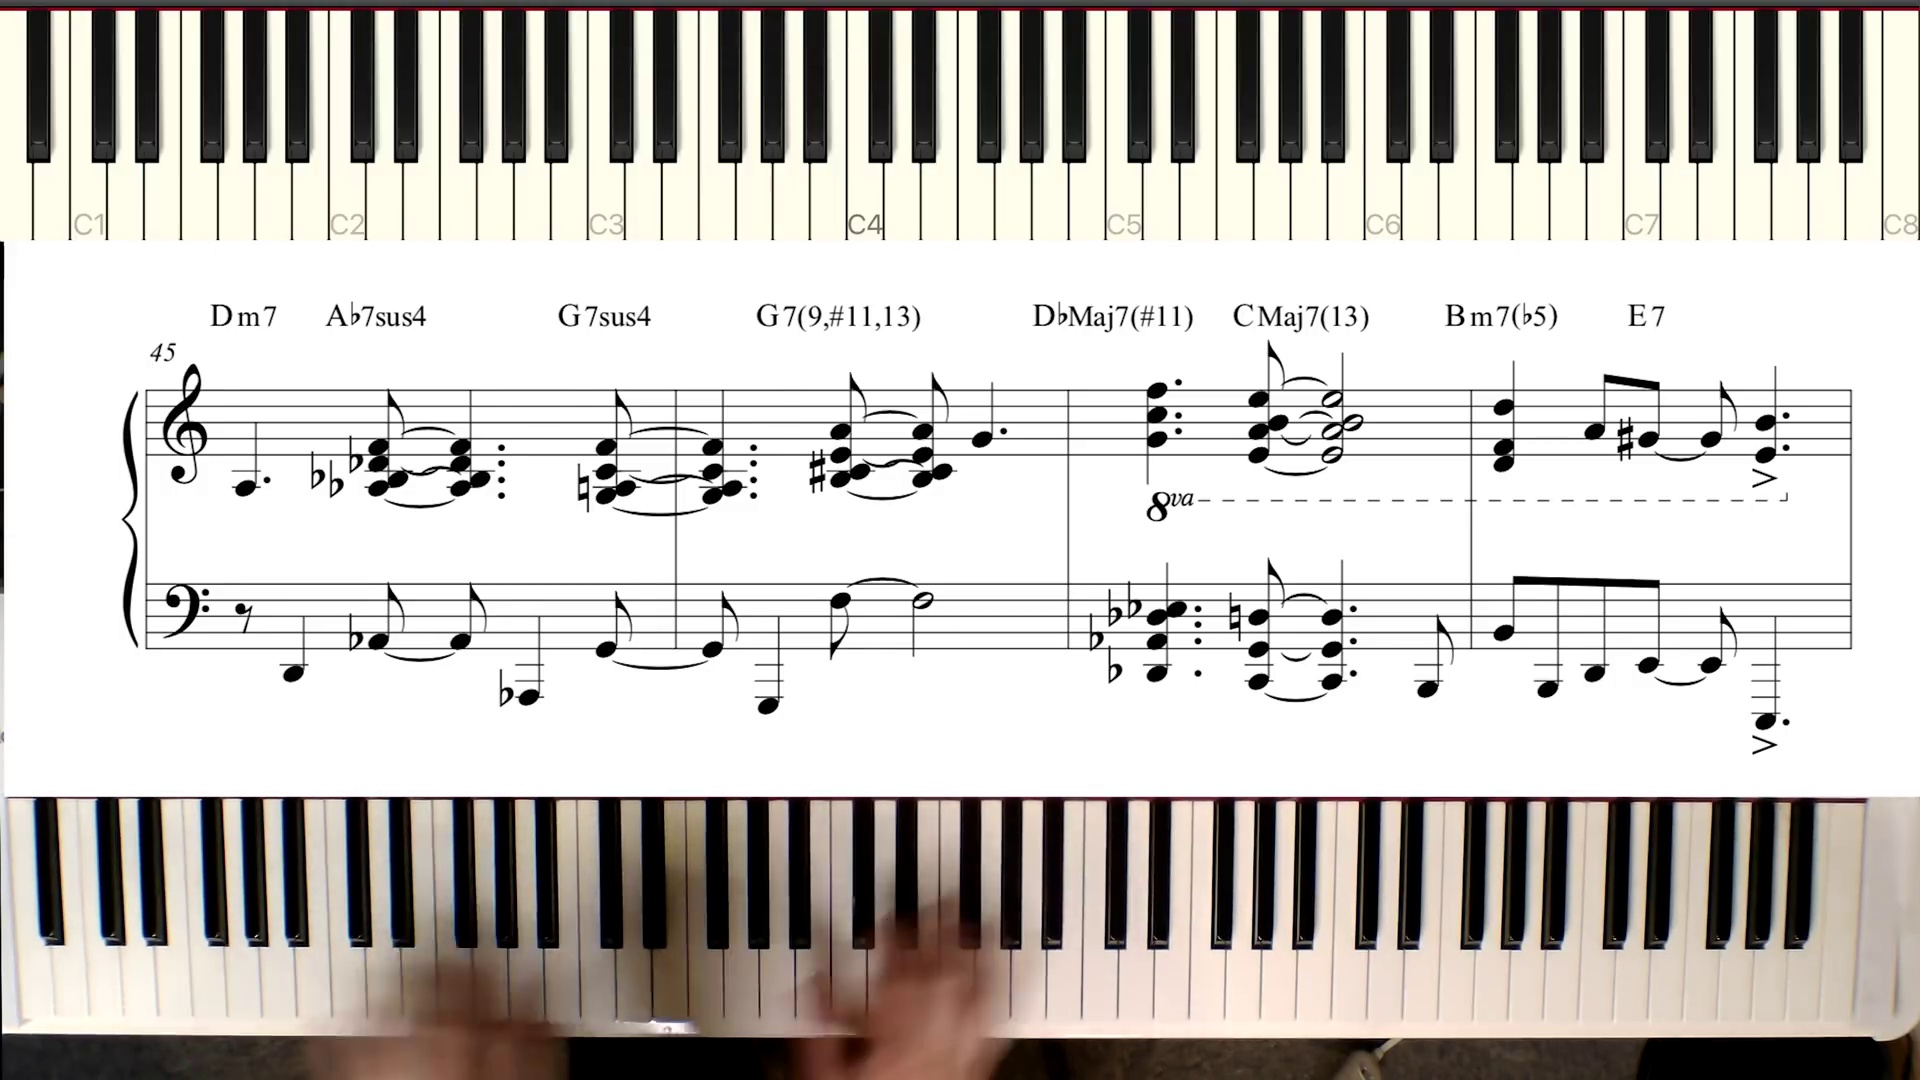 C1 C2 C3 C4 C5 C6 C7 C8
Dm7 A♭7sus4 G7sus4 G7(9,#11,13) D♭Maj7(#11) CMaj7(13) Bm7(♭5) E7
45
8va